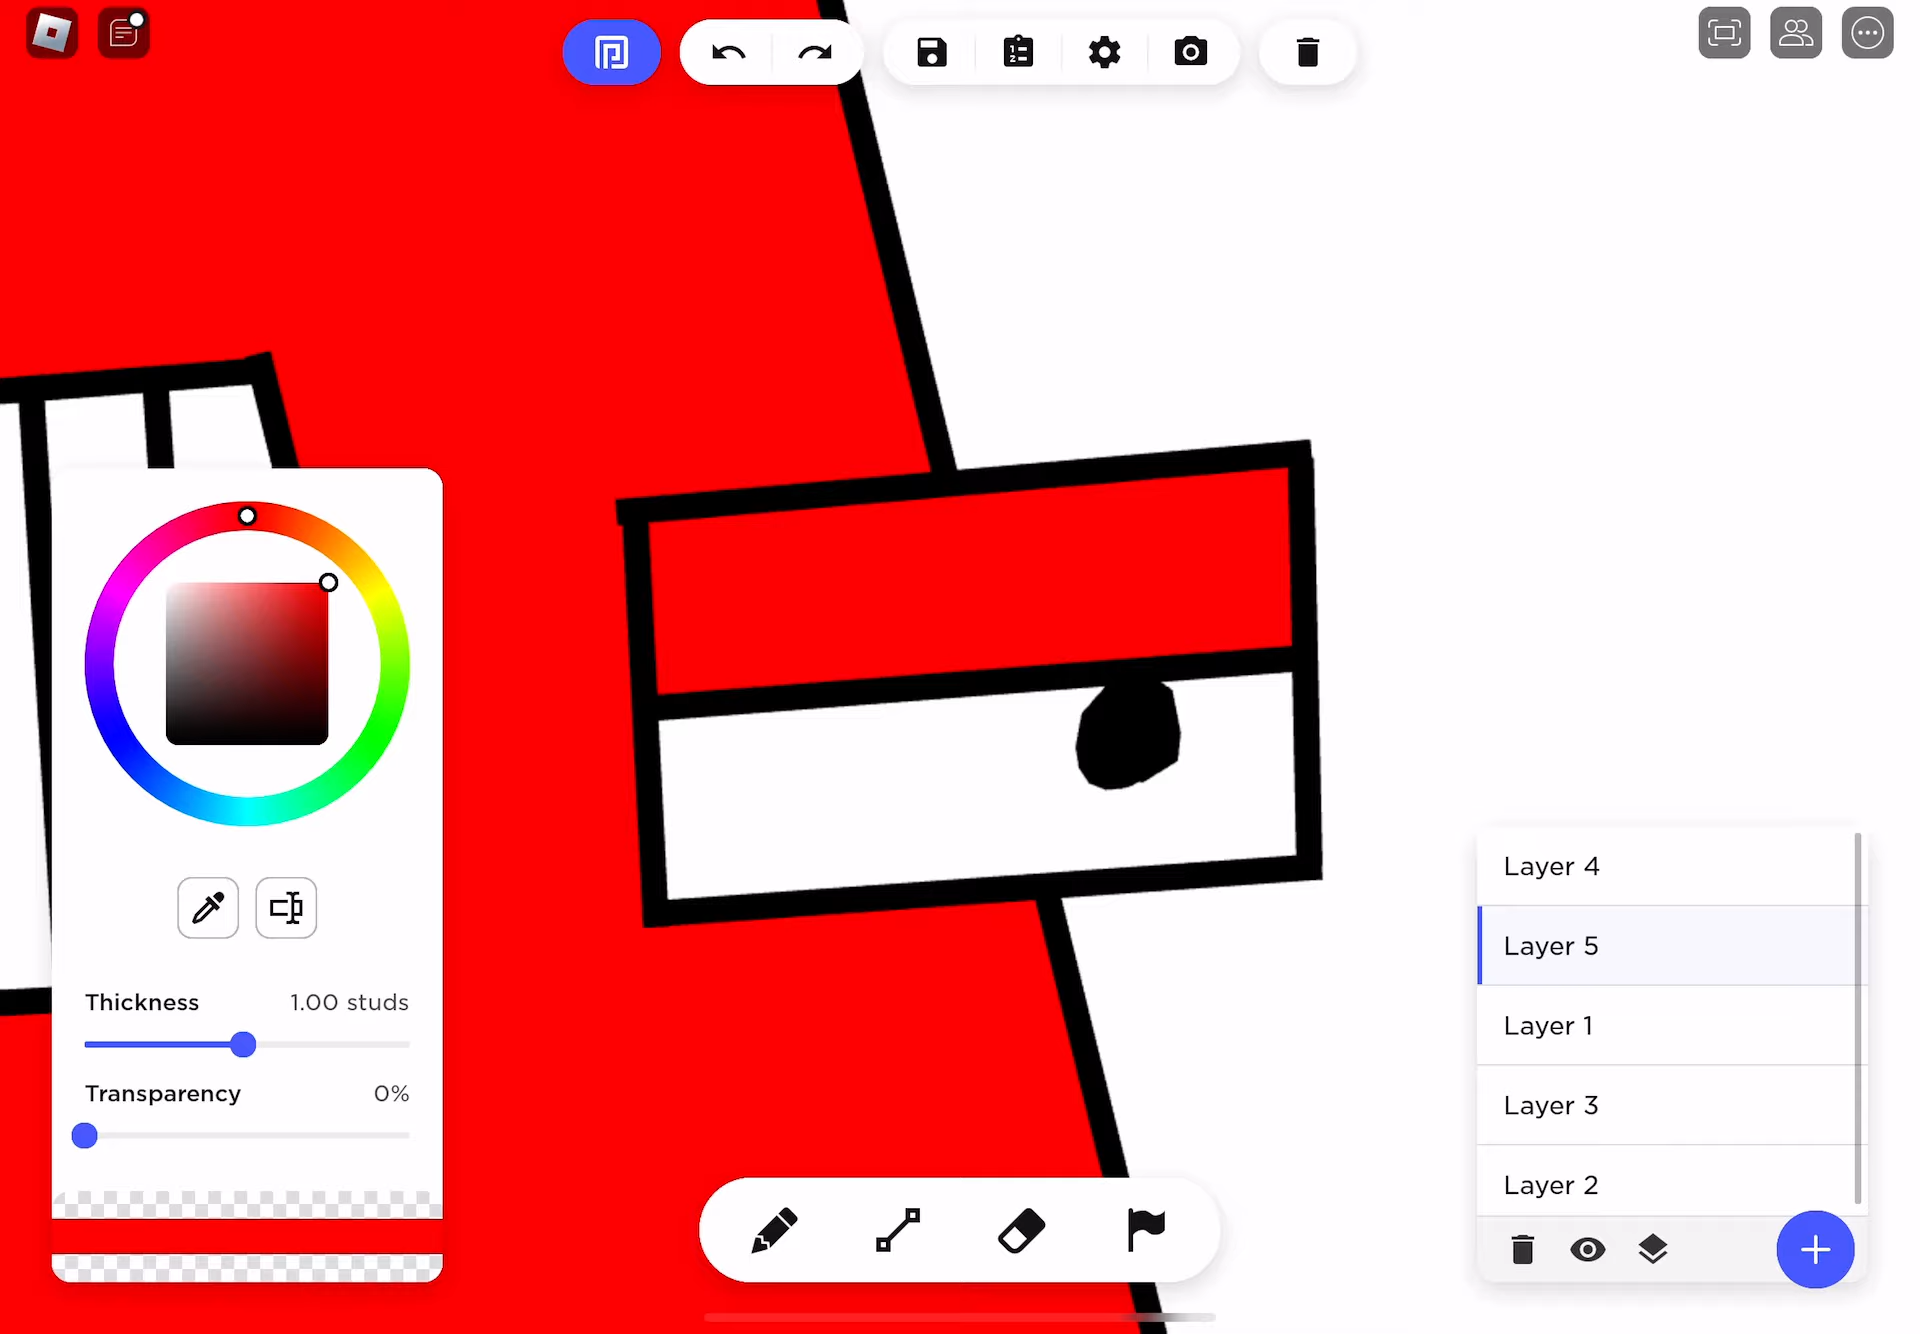 Layer 4
Layer 5
Layer 1
Layer 3
Layer 2
Thickness 1.00 studs
Transparency 0%